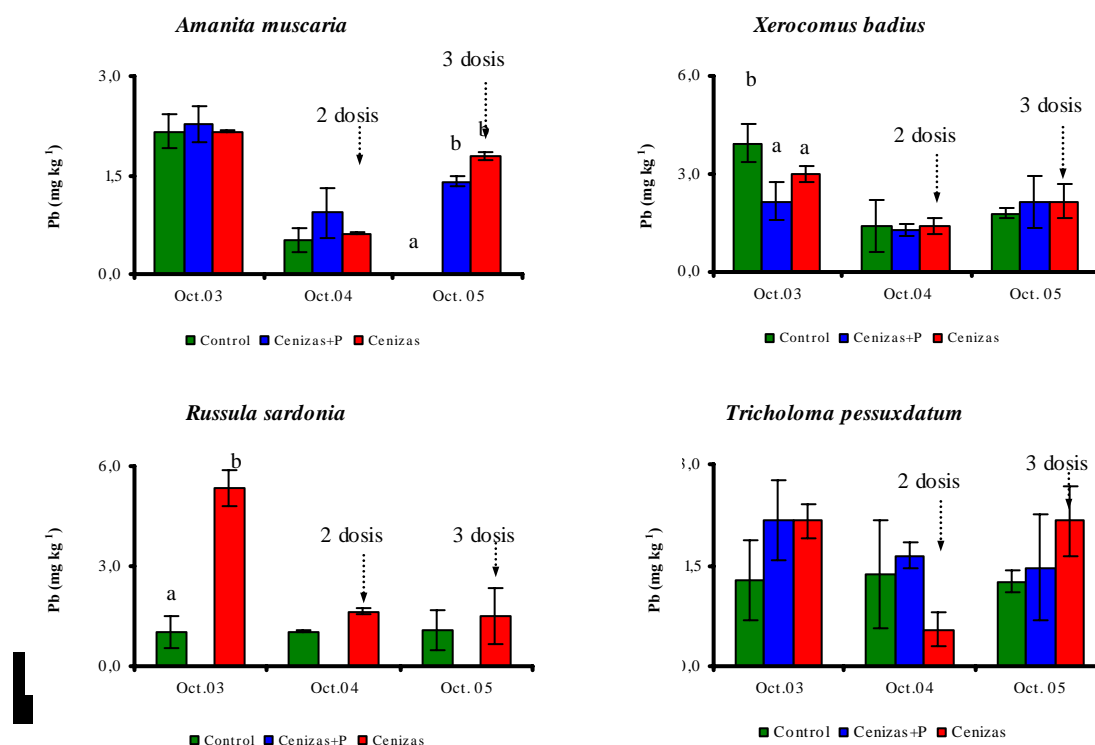 Amanita muscaria
3 dosis
3,0
2 dosis
b
b
Pb (mg kg ¹)
1,5
a
0,0
Oct.03
Oct.04
Oct. 05
Control
Cenizas+P
Cenizas
Xerocomus badius
6,0
b
3 dosis
2 dosis
a
a
Pb (mg kg ¹)
3,0
0,0
Oct.03
Oct.04
Oct. 05
Control
Cenizas+P
Cenizas
Russula sardonia
6,0
b
2 dosis
3 dosis
Pb (mg kg ¹)
3,0
a
0,0
Oct.03
Oct.04
Oct. 05
Control
Cenizas+P
Cenizas
Tricholoma pessuxdatum
3,0
3 dosis
2 dosis
Pb (mg kg ¹)
1,5
0,0
Oct.03
Oct.04
Oct. 05
Control
Cenizas+P
Cenizas